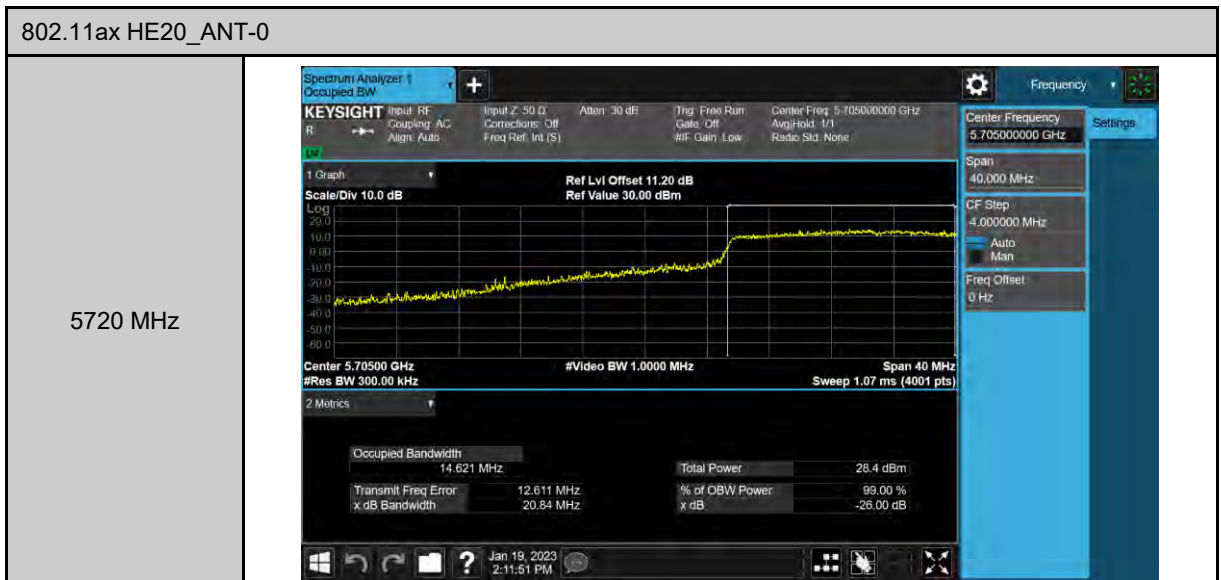 802.11ax HE20_ANT-0
5720 MHz
Spectrum Analyzer 1
Occupied BW
+
Frequency
KEYSIGHT
R
Input: RF
Coupling: AC
Align: Auto
Input Z: 50 Ω
Corrections: Off
Freq Ref: Int (S)
Atten: 30 dB
Trig: Free Run
Gate: Off
#IF Gain: Low
Center Freq: 5.705000000 GHz
Avg|Hold: 1/1
Radio Std: None
Center Frequency
5.705000000 GHz
Settings
Span
40.000 MHz
CF Step
4.000000 MHz
Auto
Man
Freq Offset
0 Hz
1 Graph
Scale/Div 10.0 dB
Ref Lvl Offset 11.20 dB
Ref Value 30.00 dBm
Log
20.0
10.0
0.00
-10.0
-20.0
-30.0
-40.0
-50.0
-60.0
Center 5.70500 GHz
#Res BW 300.00 kHz
#Video BW 1.0000 MHz
Span 40 MHz
Sweep 1.07 ms (4001 pts)
2 Metrics
Occupied Bandwidth
14.621 MHz
Total Power 28.4 dBm
Transmit Freq Error 12.611 MHz
% of OBW Power 99.00 %
x dB Bandwidth 20.84 MHz
x dB -26.00 dB
?
Jan 19, 2023
2:11:51 PM